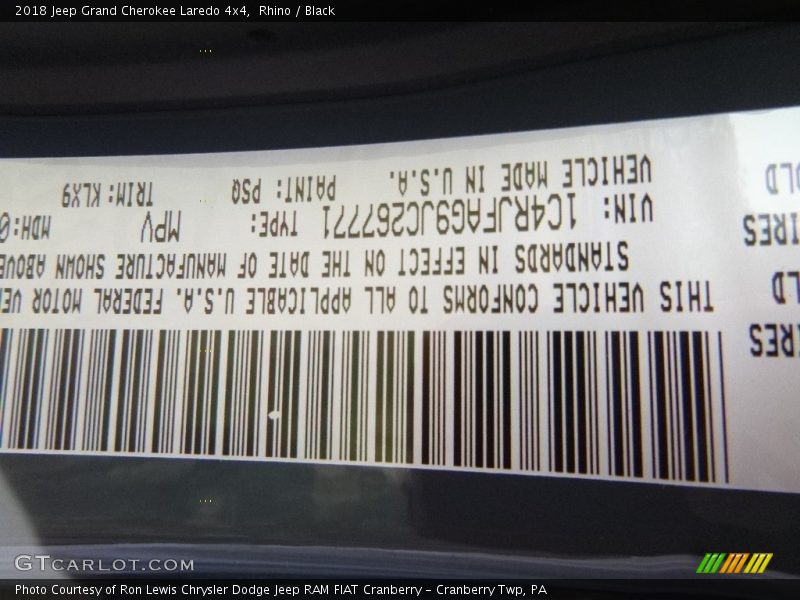 2018 Jeep Grand Cherokee Laredo 4x4, Rhino / Black
THIS VEHICLE CONFORMS TO ALL APPLICABLE U.S.A. FEDERAL MOTOR
STANDARDS IN EFFECT ON THE DATE OF MANUFACTURE SHOWN ABOVE
VIN: 1C4RJFAG9JC267771 TYPE: MPV MDH:
VEHICLE MADE IN U.S.A. PAINT: PSQ TRIM: KLX9
GTCARLOT.COM
Photo Courtesy of Ron Lewis Chrysler Dodge Jeep RAM FIAT Cranberry - Cranberry Twp, PA